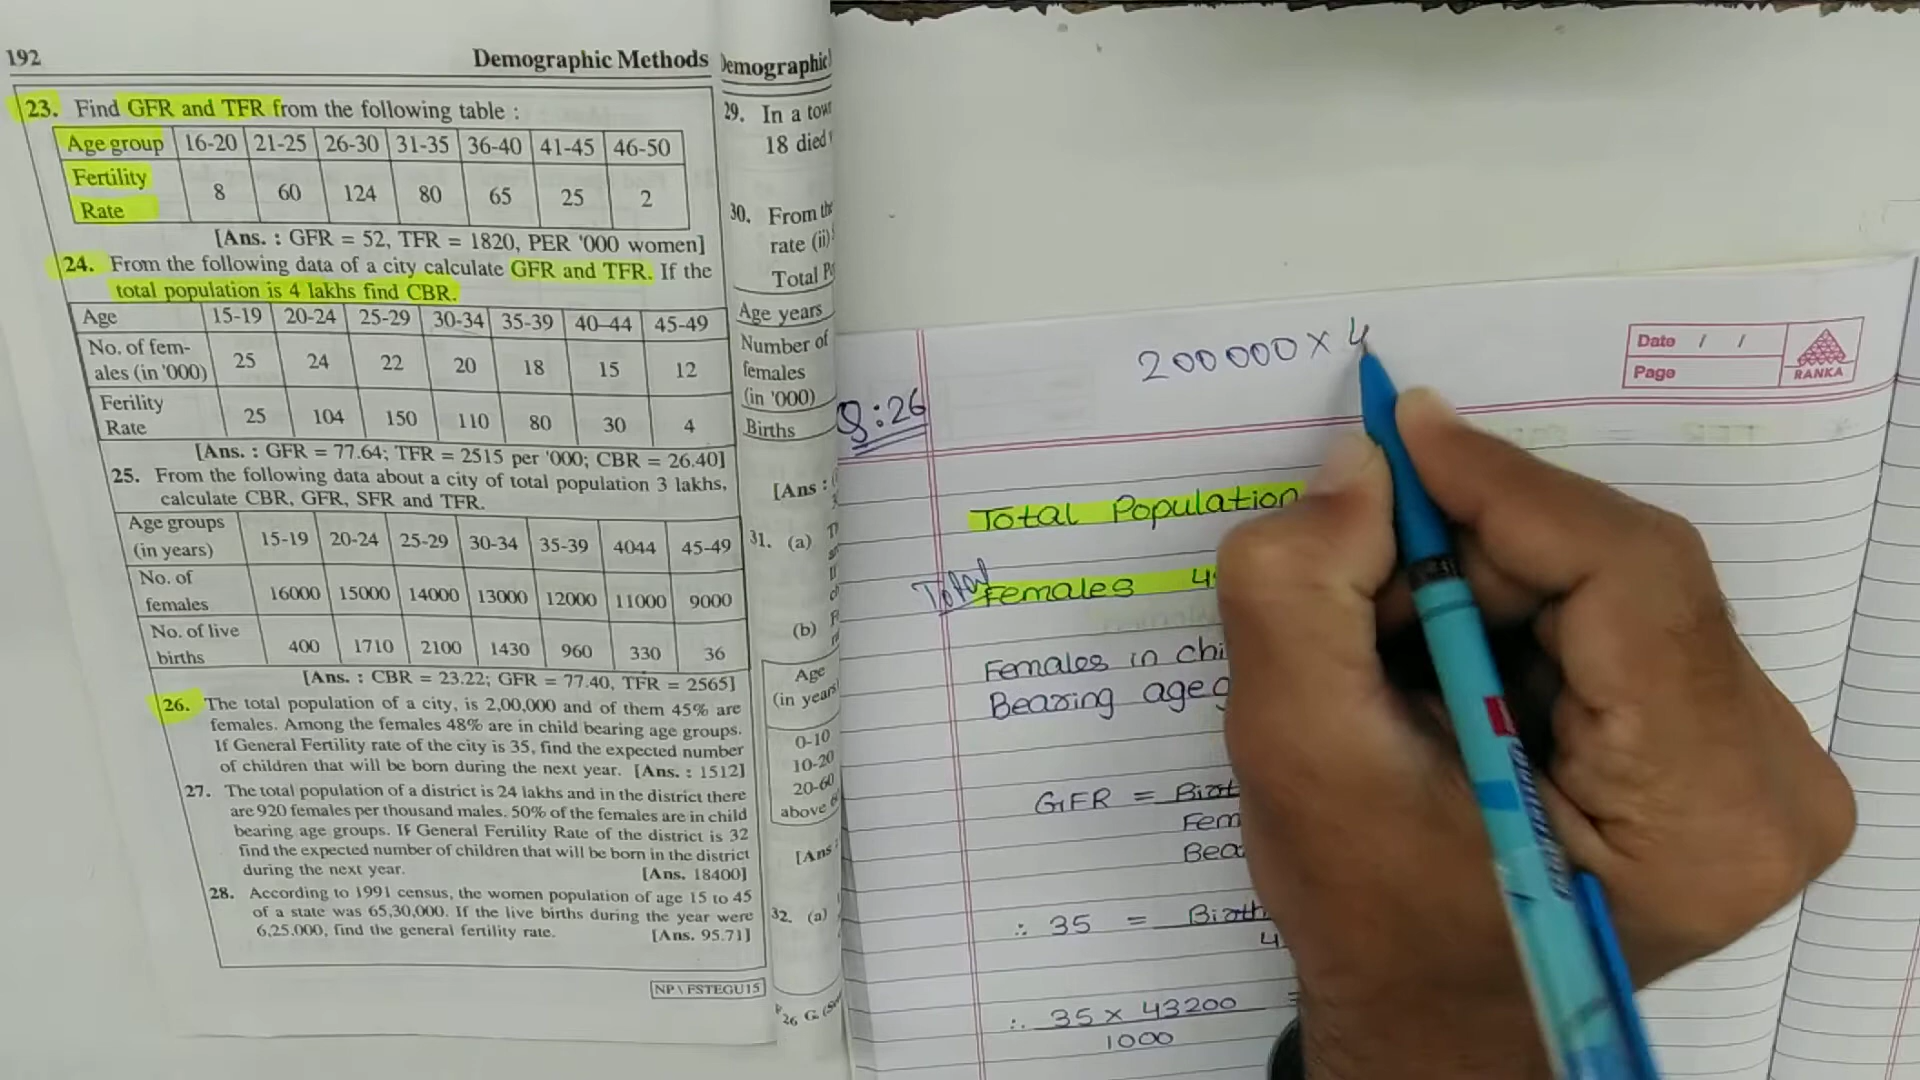 192
Demographic Methods
23. Find GFR and TFR from the following table :
Age group 16-20 21-25 26-30 31-35 36-40 41-45 46-50
Fertility Rate 8 60 124 80 65 25 2
[Ans. : GFR = 52, TFR = 1820, PER '000 women]
24. From the following data of a city calculate GFR and TFR. If the
total population is 4 lakhs find CBR.
Age 15-19 20-24 25-29 30-34 35-39 40-44 45-49
No. of fem-
ales (in '000) 25 24 22 20 18 15 12
Ferility
Rate 25 104 150 110 80 30 4
[Ans. : GFR = 77.64; TFR = 2515 per '000; CBR = 26.40]
25. From the following data about a city of total population 3 lakhs,
calculate CBR, GFR, SFR and TFR.
Age groups
(in years) 15-19 20-24 25-29 30-34 35-39 4044 45-49
No. of
females 16000 15000 14000 13000 12000 11000 9000
No. of live
births 400 1710 2100 1430 960 330 36
[Ans. : CBR = 23.22; GFR = 77.40, TFR = 2565]
26. The total population of a city, is 2,00,000 and of them 45% are
females. Among the females 48% are in child bearing age groups.
If General Fertility rate of the city is 35, find the expected number
of children that will be born during the next year. [Ans. : 1512]
27. The total population of a district is 24 lakhs and in the district there
are 920 females per thousand males. 50% of the females are in child
bearing age groups. If General Fertility Rate of the district is 32
find the expected number of children that will be born in the district
during the next year. [Ans. 18400]
28. According to 1991 census, the women population of age 15 to 45
of a state was 65,30,000. If the live births during the year were
6,25,000, find the general fertility rate. [Ans. 95.71]
NP\FSTEGU15
Demographic
29. In a town
18 died
30. From the
rate (ii)
Total
Age years
Number of
females
(in '000)
Births
[Ans :
31. (a)
(b)
Age
(in years
0-10
10-20
20-60
above
[Ans
32. (a)
26 G.
200000 × 4
Date / /
Page
RANKA
Q:26
Total Population
Total
Females 4
Females in chi
Bearing ageg
GFR = Birt
Fem
Bea
∴ 35 = Birth
4
∴ 35 × 43200 =
1000